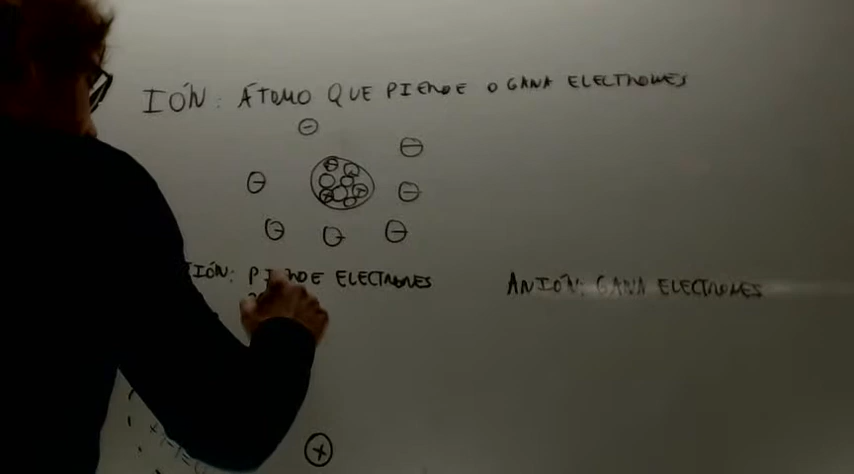 IÓN: ÁTOMO QUE PIERDE O GANA ELECTRONES
IÓN: PIERDE ELECTRONES
ANIÓN: GANA ELECTRONES